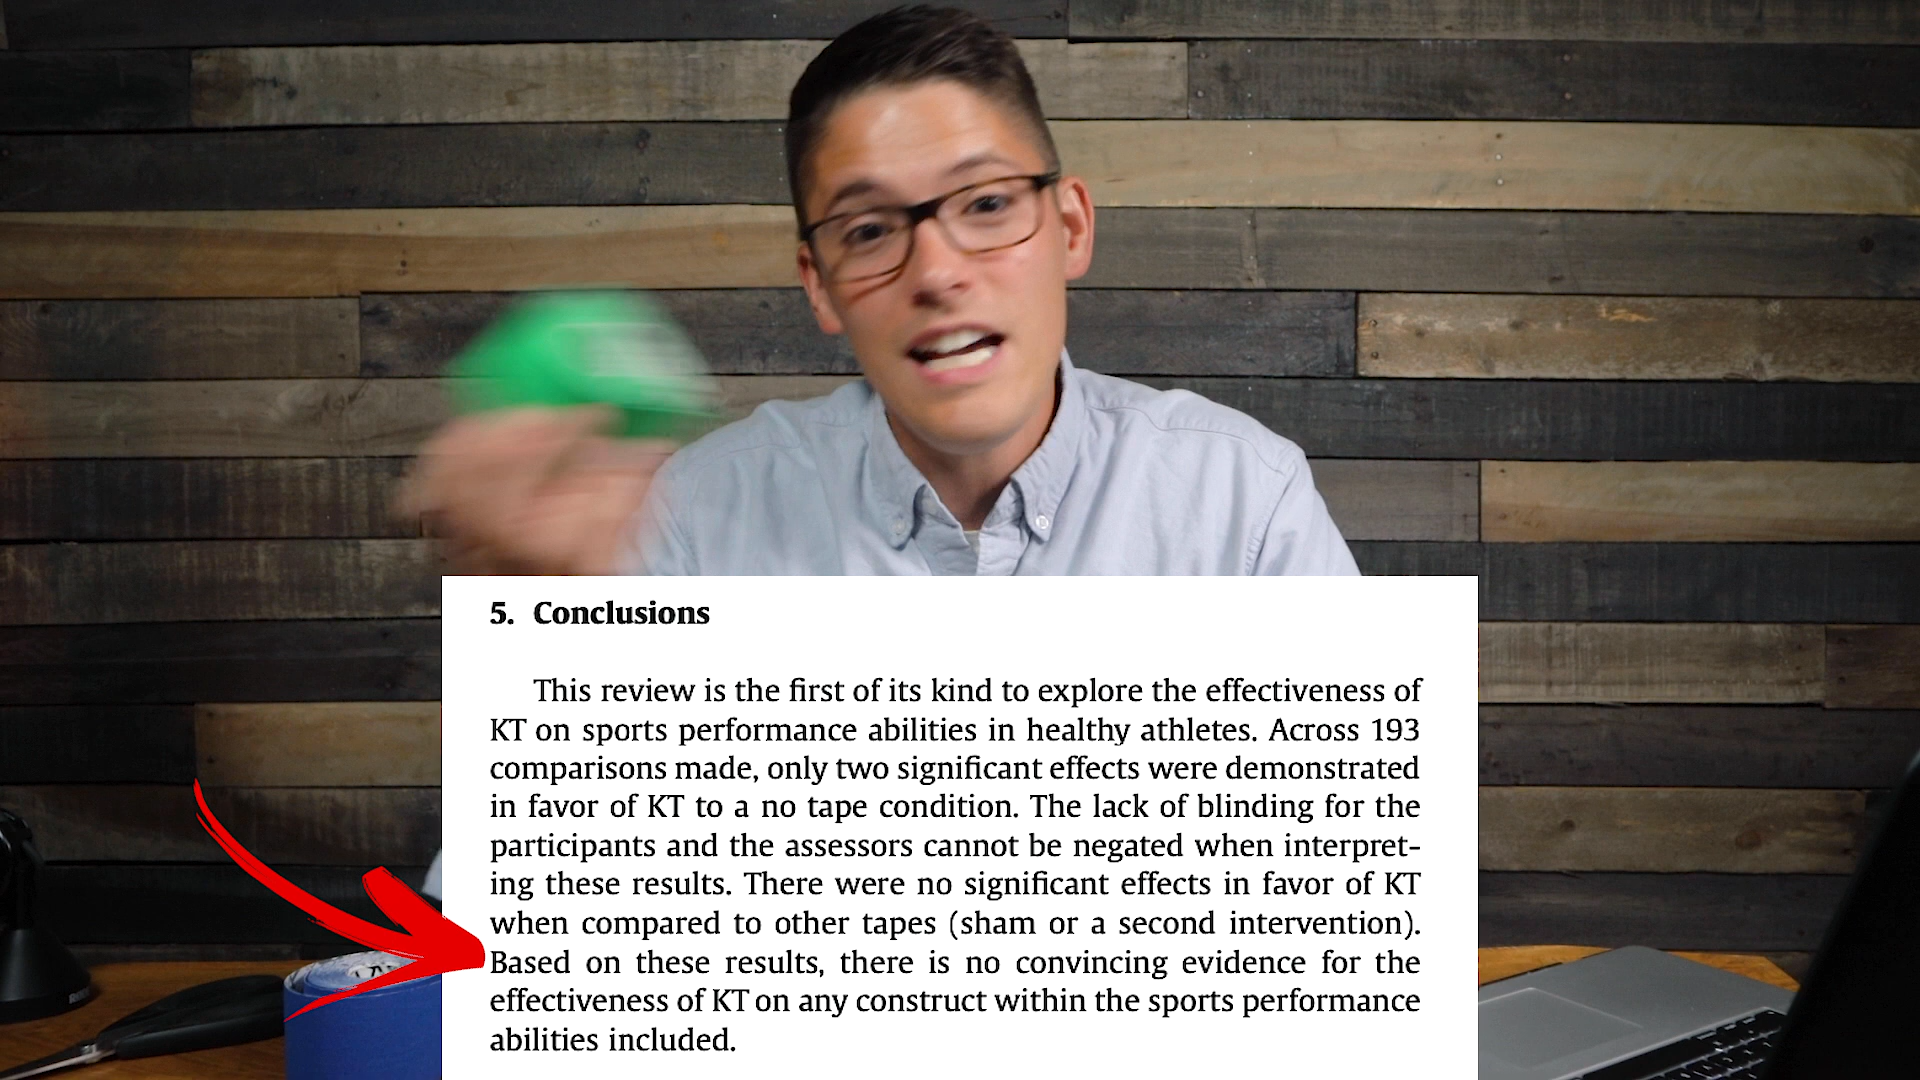 5. Conclusions
This review is the first of its kind to explore the effectiveness of
KT on sports performance abilities in healthy athletes. Across 193
comparisons made, only two significant effects were demonstrated
in favor of KT to a no tape condition. The lack of blinding for the
participants and the assessors cannot be negated when interpret-
ing these results. There were no significant effects in favor of KT
when compared to other tapes (sham or a second intervention).
Based on these results, there is no convincing evidence for the
effectiveness of KT on any construct within the sports performance
abilities included.